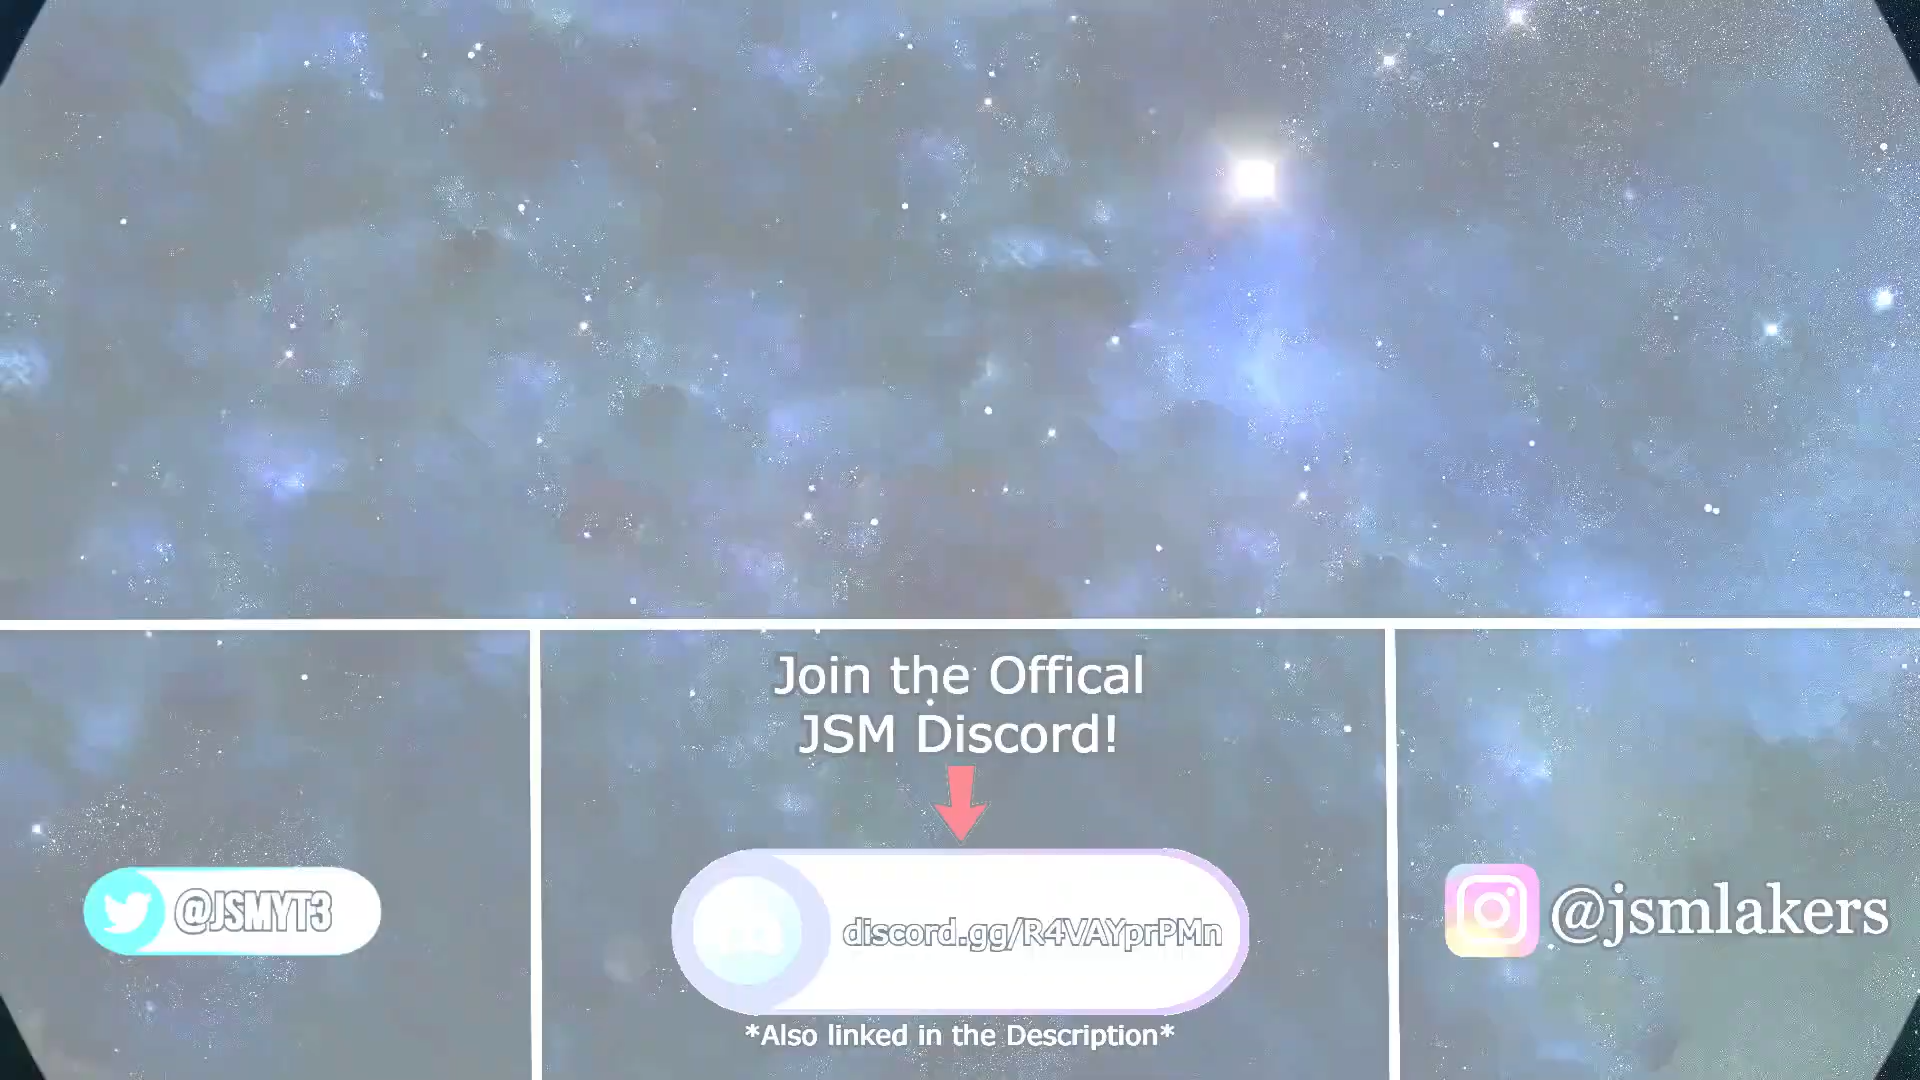 Join the Offical
JSM Discord!
@JSMYT3
discord.gg/R4VAYprPMn
@jsmlakers
*Also linked in the Description*